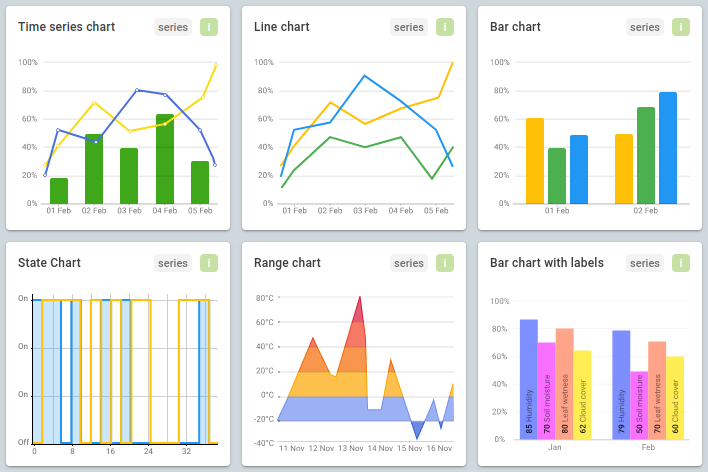 Time series chart series i
100%
80%
60%
40%
20%
0%
01 Feb 02 Feb 03 Feb 04 Feb 05 Feb
Line chart series i
100%
80%
60%
40%
20%
0%
01 Feb 02 Feb 03 Feb 04 Feb 05 Feb
Bar chart series i
100%
80%
60%
40%
20%
0%
01 Feb 02 Feb
State Chart series i
On
On
On
Off
0 8 16 24 32
Range chart series i
80°C
60°C
40°C
20°C
0°C
-20°C
-40°C
11 Nov 12 Nov 13 Nov 14 Nov 15 Nov 16 Nov
Bar chart with labels series i
100%
80%
60%
40%
20%
0%
85 Humidity
70 Soil moisture
80 Leaf wetness
62 Cloud cover
79 Humidity
50 Soil moisture
70 Leaf wetness
60 Cloud cover
Jan Feb